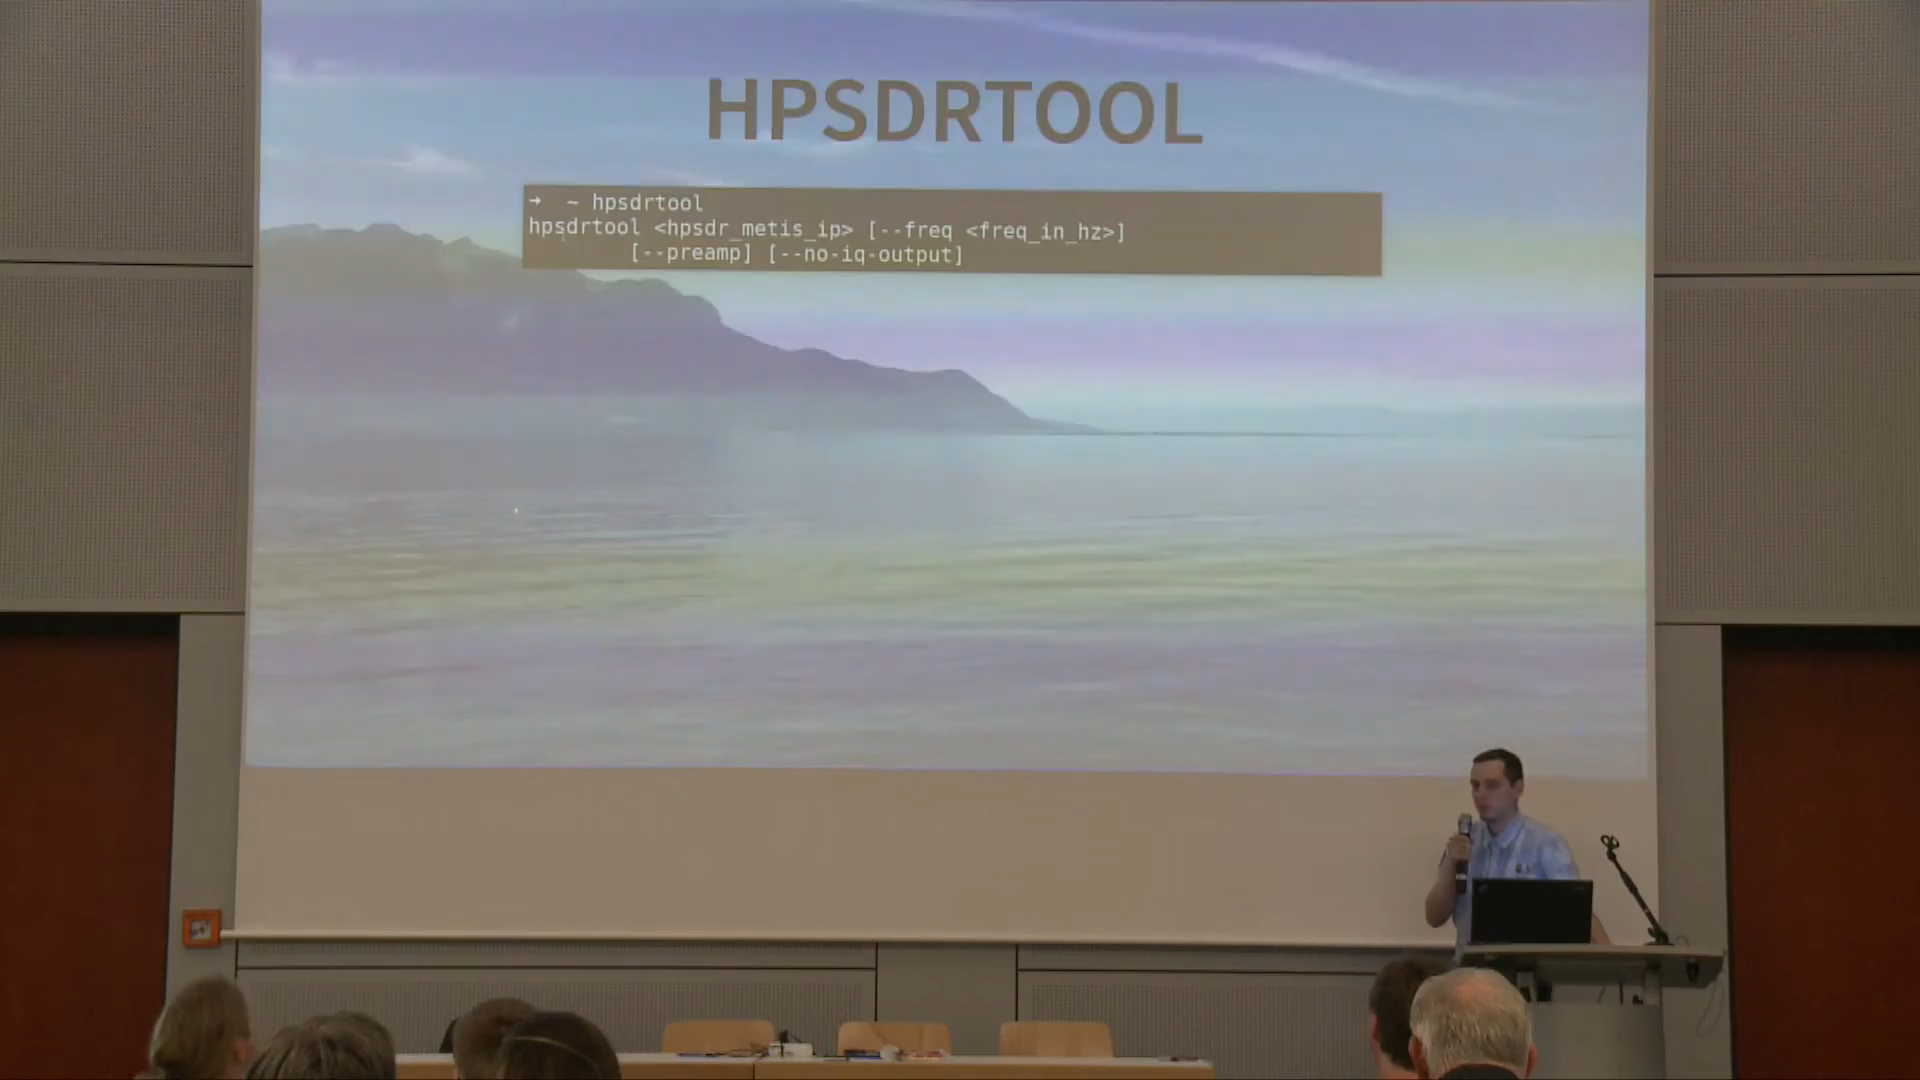 HPSDRTOOL
→ ~ hpsdrtool
hpsdrtool <hpsdr_metis_ip> [--freq <freq_in_hz>]
[--preamp] [--no-iq-output]